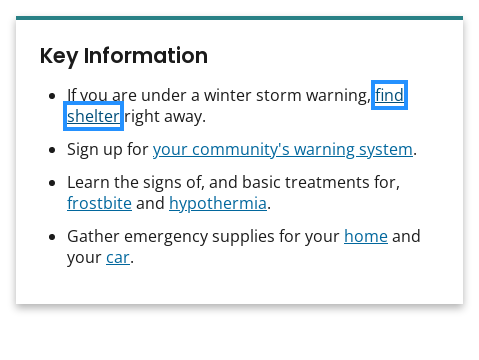 Key Information
• If you are under a winter storm warning, find
shelter right away.
• Sign up for your community's warning system.
• Learn the signs of, and basic treatments for,
frostbite and hypothermia.
• Gather emergency supplies for your home and
your car.